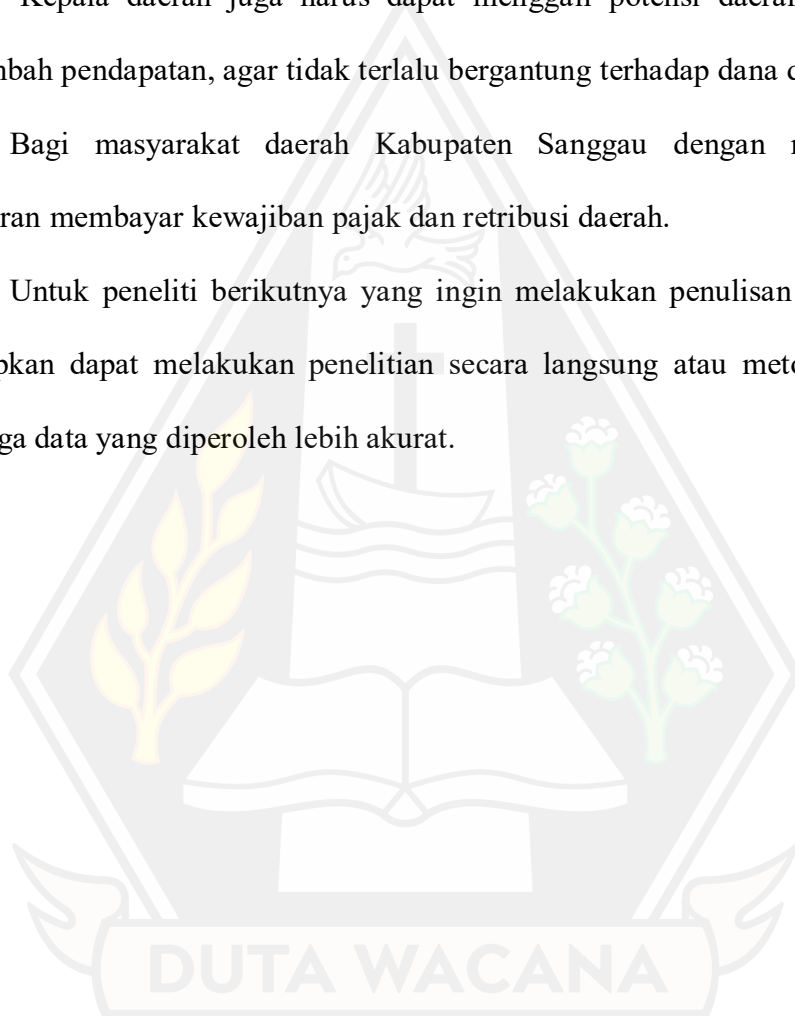 Kepala daerah juga harus dapat menggali potensi daerah
mbah pendapatan, agar tidak terlalu bergantung terhadap dana d
Bagi masyarakat daerah Kabupaten Sanggau dengan
ran membayar kewajiban pajak dan retribusi daerah.
Untuk peneliti berikutnya yang ingin melakukan penulisan
pkan dapat melakukan penelitian secara langsung atau meto
ga data yang diperoleh lebih akurat.
DUTA WACANA